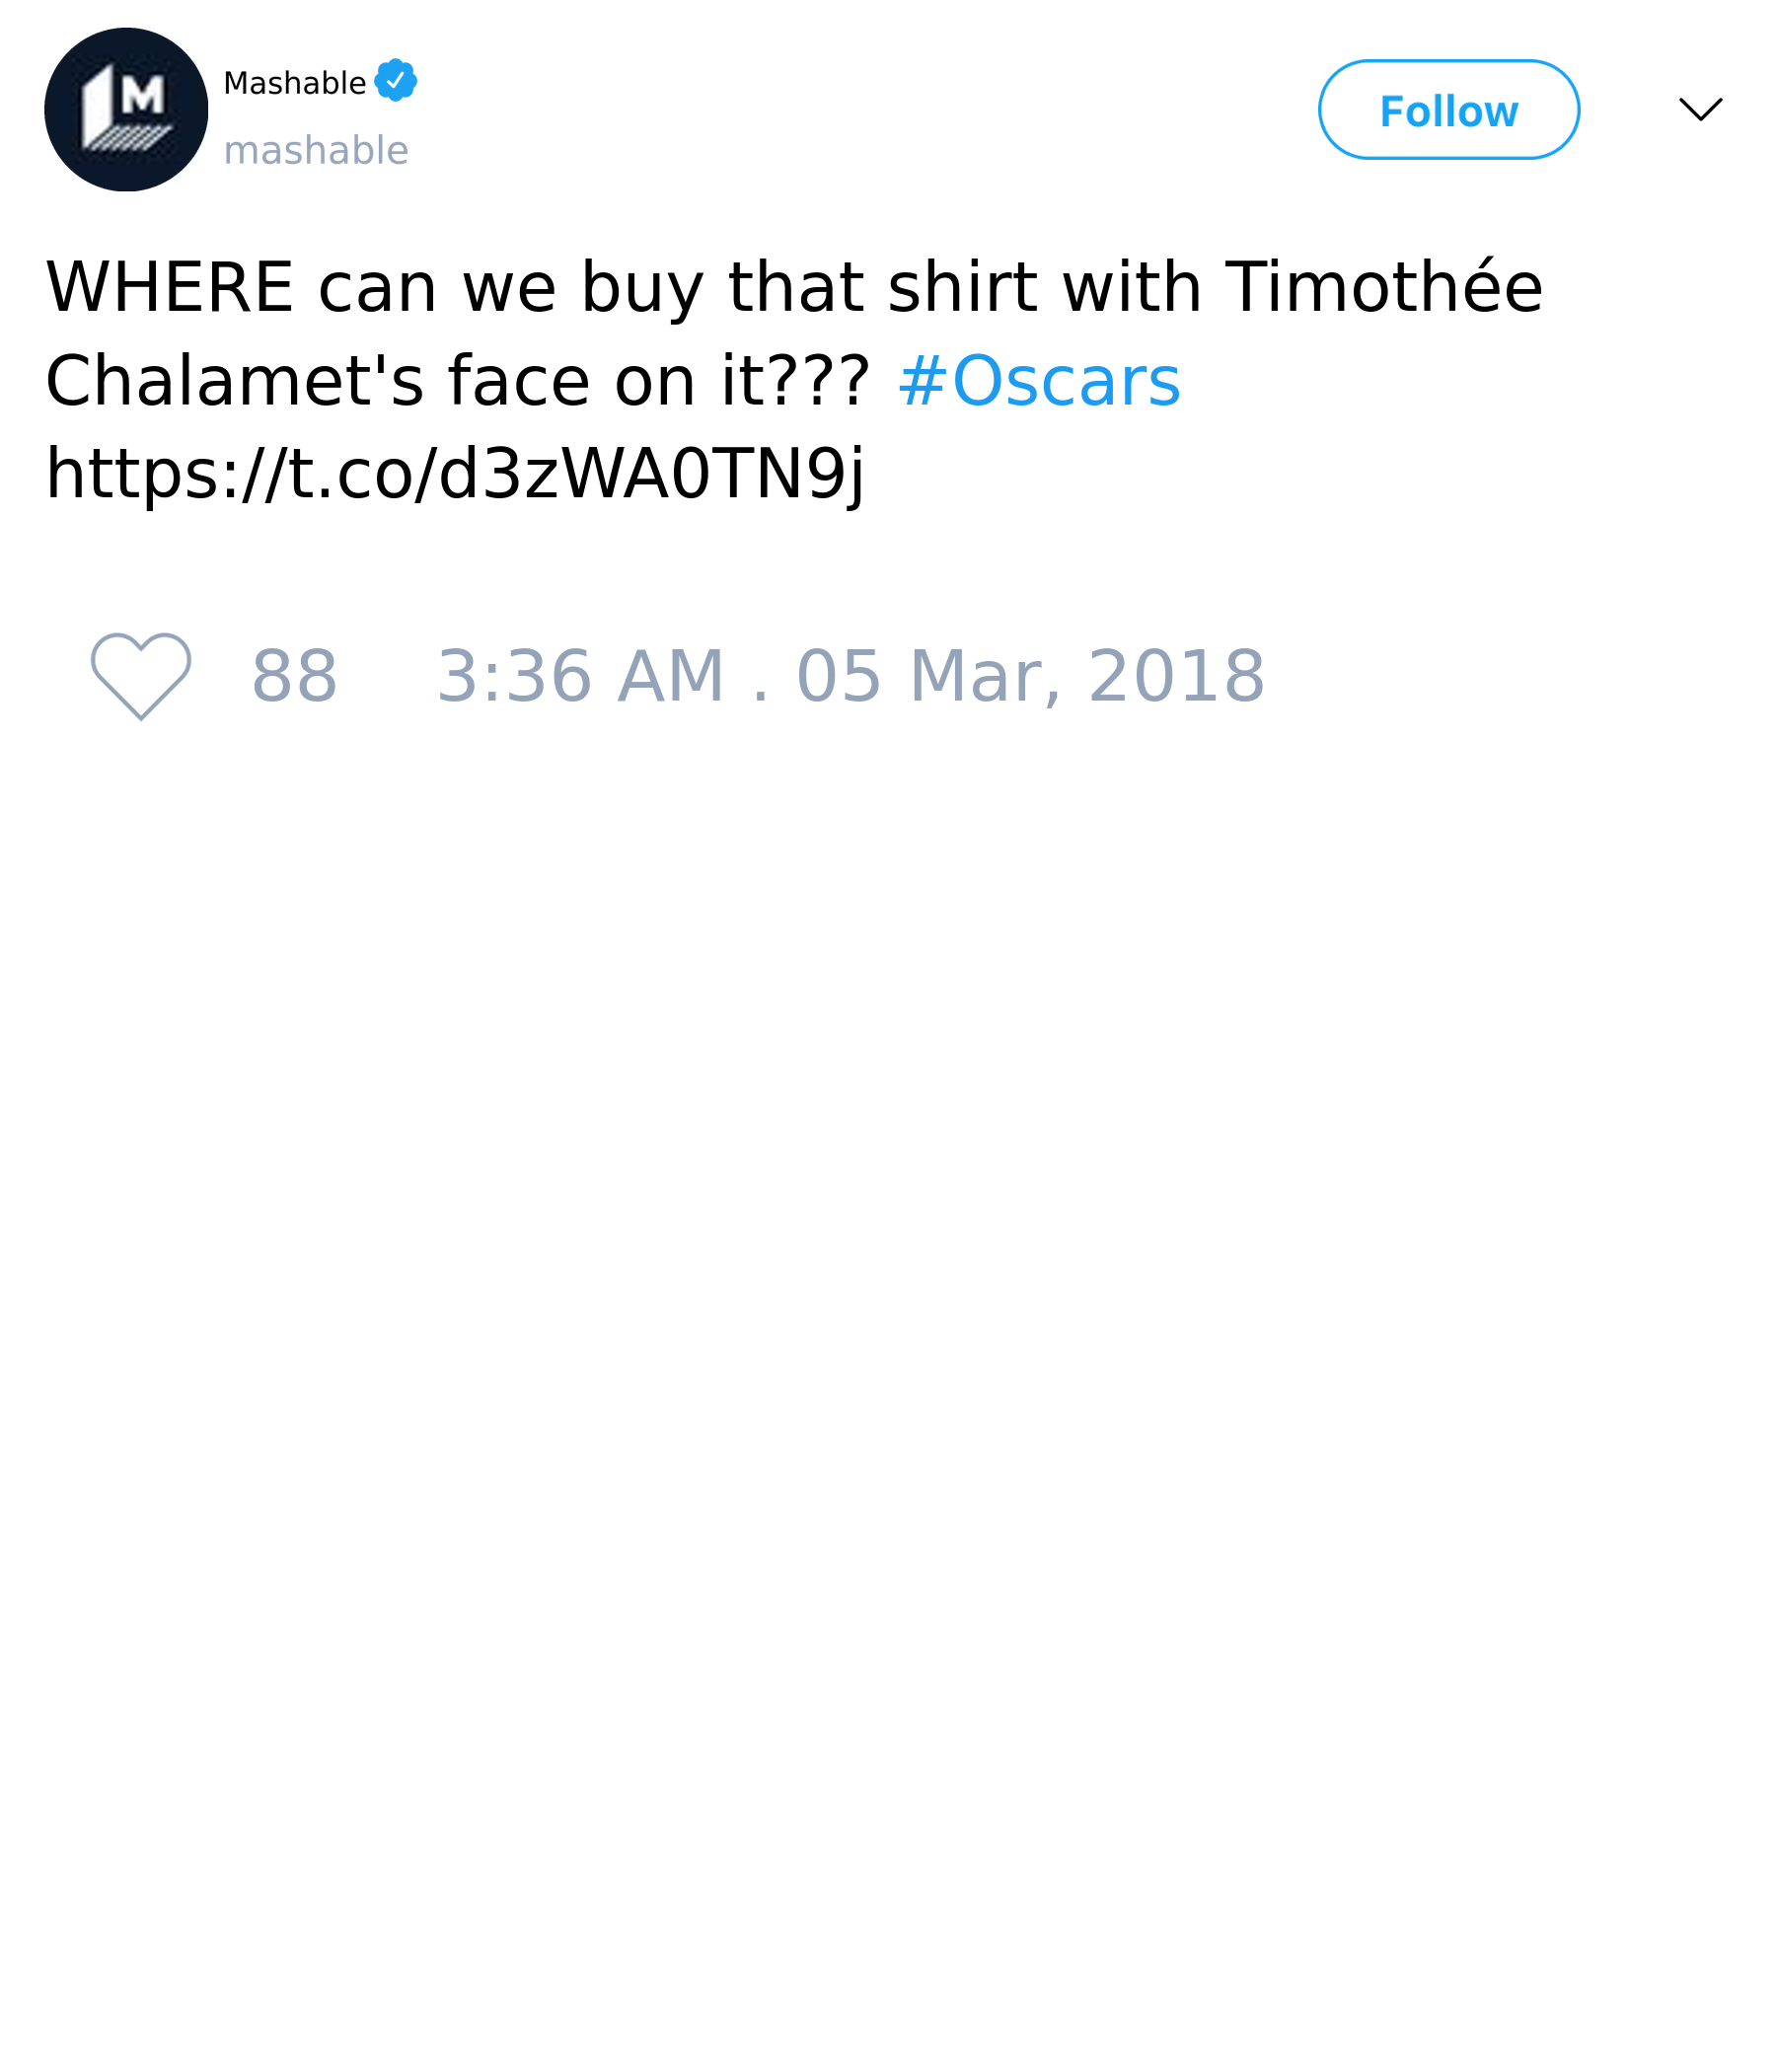 M
Mashable
mashable
Follow
WHERE can we buy that shirt with Timothée
Chalamet's face on it??? #Oscars
https://t.co/d3zWA0TN9j
88 3:36 AM . 05 Mar, 2018